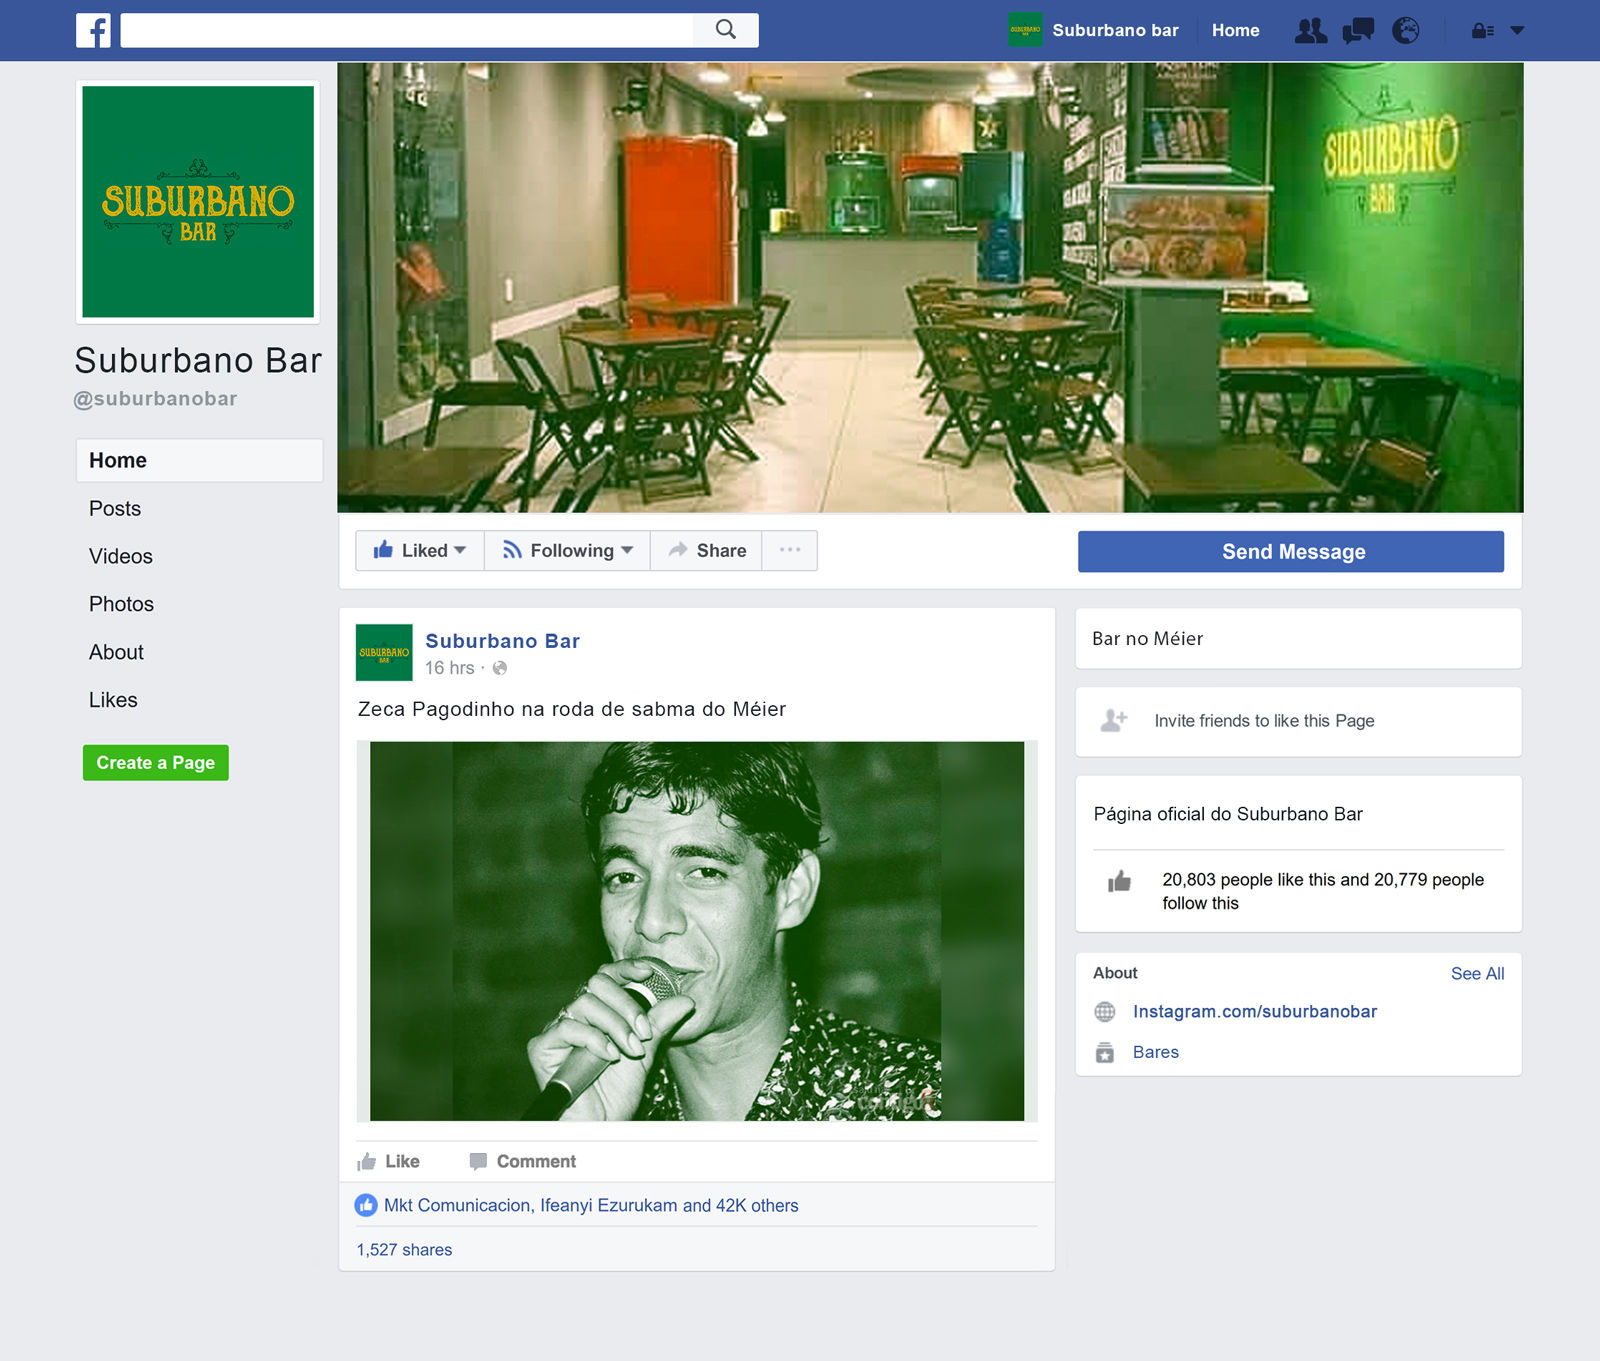 f
Suburbano bar
Home
SUBURBANO
BAR
SUBURBANO
BAR
SUBURBANO
BAR
Suburbano Bar
@suburbanobar
Home
Posts
Videos
Photos
About
Likes
Create a Page
Liked
Following
Share
Send Message
SUBURBANO
BAR
Suburbano Bar
16 hrs ·
Zeca Pagodinho na roda de sabma do Méier
Like
Comment
Mkt Comunicacion, Ifeanyi Ezurukam and 42K others
1,527 shares
Bar no Méier
Invite friends to like this Page
Página oficial do Suburbano Bar
20,803 people like this and 20,779 people
follow this
About
See All
Instagram.com/suburbanobar
Bares